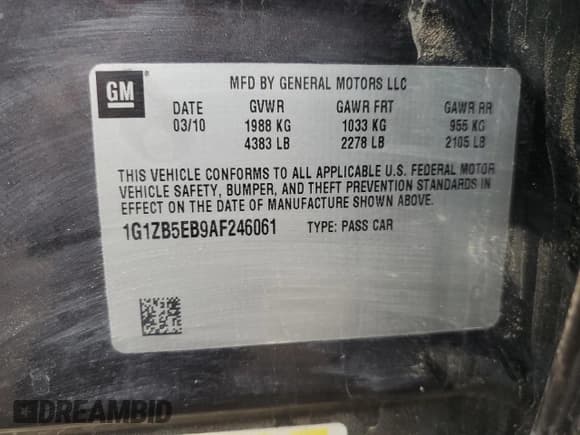 GM
MFD BY GENERAL MOTORS LLC
DATE GVWR GAWR FRT GAWR RR
03/10 1988 KG 1033 KG 955 KG
4383 LB 2278 LB 2105 LB
THIS VEHICLE CONFORMS TO ALL APPLICABLE U.S. FEDERAL MOTOR
VEHICLE SAFETY, BUMPER, AND THEFT PREVENTION STANDARDS IN
EFFECT ON THE DATE OF MANUFACTURE SHOWN ABOVE.
1G1ZB5EB9AF246061 TYPE: PASS CAR
DREAMBID